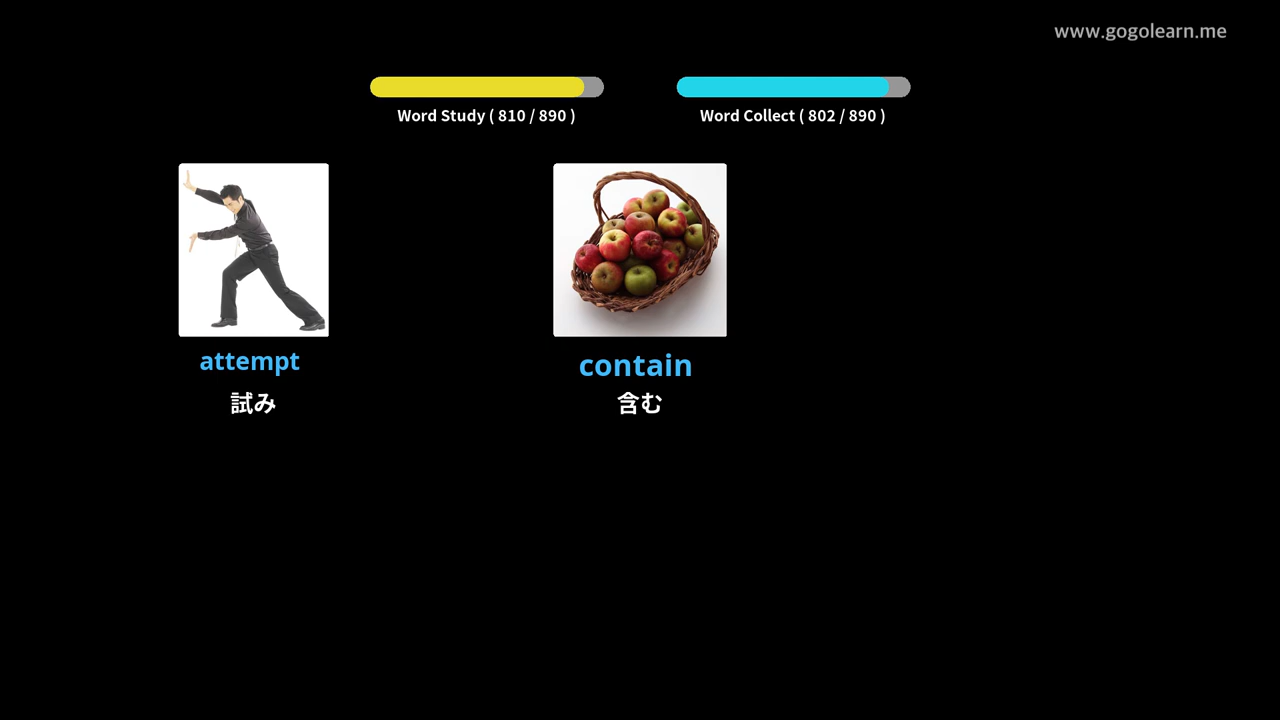 www.gogolearn.me
Word Study ( 810 / 890 )
Word Collect ( 802 / 890 )
attempt
試み
contain
含む